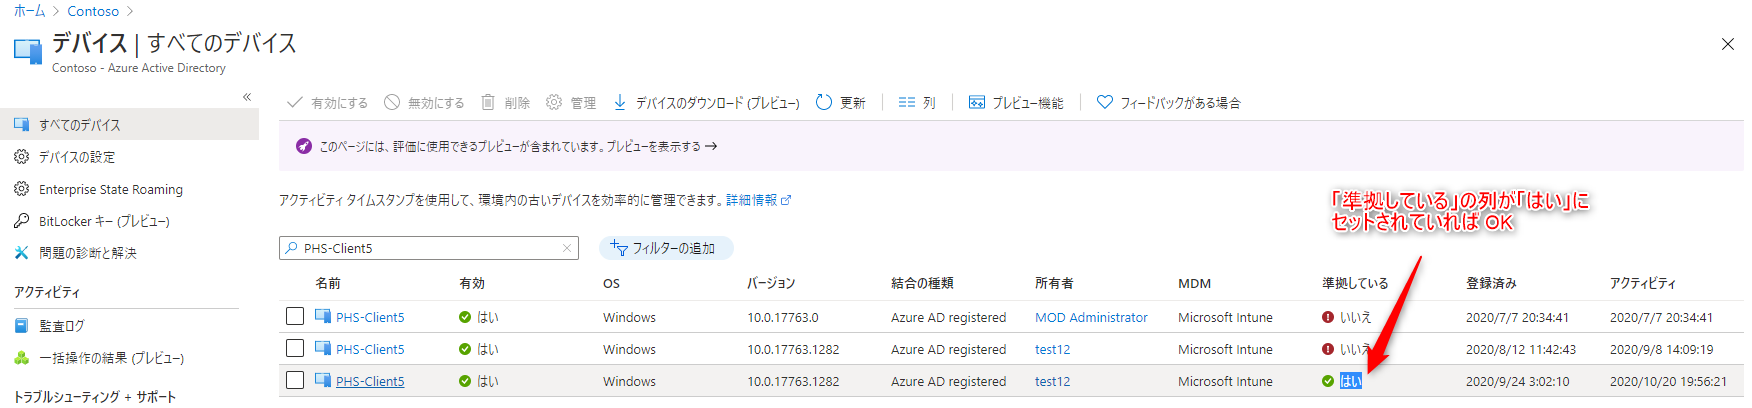 ホーム > Contoso >
デバイス | すべてのデバイス
Contoso - Azure Active Directory
すべてのデバイス
デバイスの設定
Enterprise State Roaming
BitLocker キー (プレビュー)
問題の診断と解決
アクティビティ
監査ログ
一括操作の結果 (プレビュー)
トラブルシューティング + サポート
有効にする 無効にする 削除 管理 デバイスのダウンロード (プレビュー) 更新 列 プレビュー機能 フィードバックがある場合
このページには、評価に使用できるプレビューが含まれています。プレビューを表示する →
アクティビティ タイムスタンプを使用して、環境内の古いデバイスを効率的に管理できます。詳細情報
「準拠している」の列が「はい」に
セットされていれば OK
PHS-Client5 フィルターの追加
名前 有効 OS バージョン 結合の種類 所有者 MDM 準拠している 登録済み アクティビティ
PHS-Client5 はい Windows 10.0.17763.0 Azure AD registered MOD Administrator Microsoft Intune いいえ 2020/7/7 20:34:41 2020/7/7 20:34:41
PHS-Client5 はい Windows 10.0.17763.1282 Azure AD registered test12 Microsoft Intune いいえ 2020/8/12 11:42:43 2020/9/8 14:09:19
PHS-Client5 はい Windows 10.0.17763.1282 Azure AD registered test12 Microsoft Intune はい 2020/9/24 3:02:10 2020/10/20 19:56:21